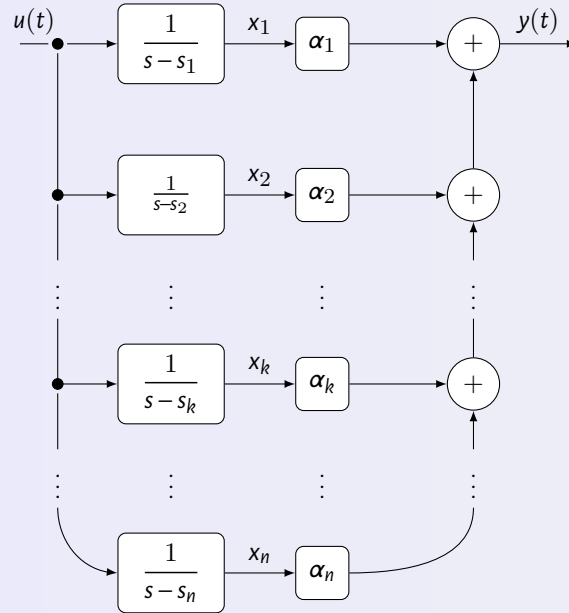 u(t) 1/(s−s₁) x₁ α₁ + y(t)
1/(s−s₂) x₂ α₂ +
⋮ ⋮ ⋮ ⋮
1/(s−sₖ) xₖ αₖ +
⋮ ⋮ ⋮ ⋮
1/(s−sₙ) xₙ αₙ